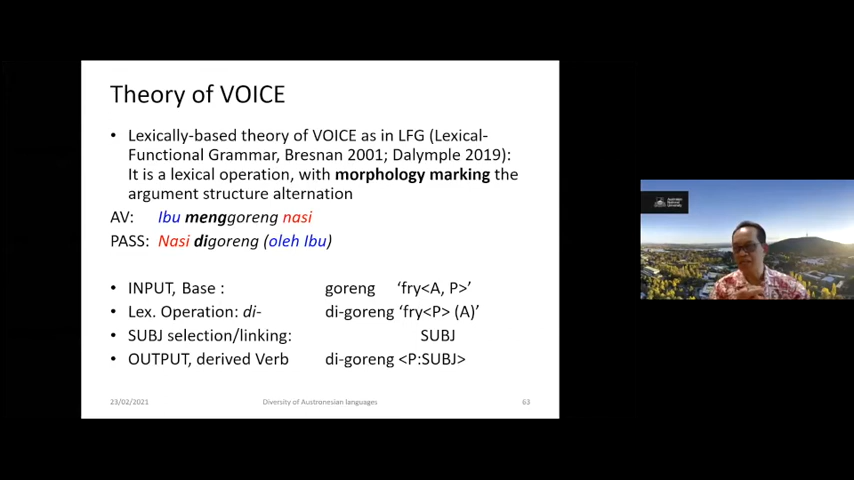 Theory of VOICE
• Lexically-based theory of VOICE as in LFG (Lexical-
Functional Grammar, Bresnan 2001; Dalymple 2019):
It is a lexical operation, with morphology marking the
argument structure alternation
AV: Ibu menggoreng nasi
PASS: Nasi digoreng (oleh Ibu)
• INPUT, Base : goreng ‘fry<A, P>’
• Lex. Operation: di- di-goreng ‘fry<P> (A)’
• SUBJ selection/linking: SUBJ
• OUTPUT, derived Verb di-goreng <P:SUBJ>
23/02/2021 Diversity of Austronesian languages 63
Australian
National
University